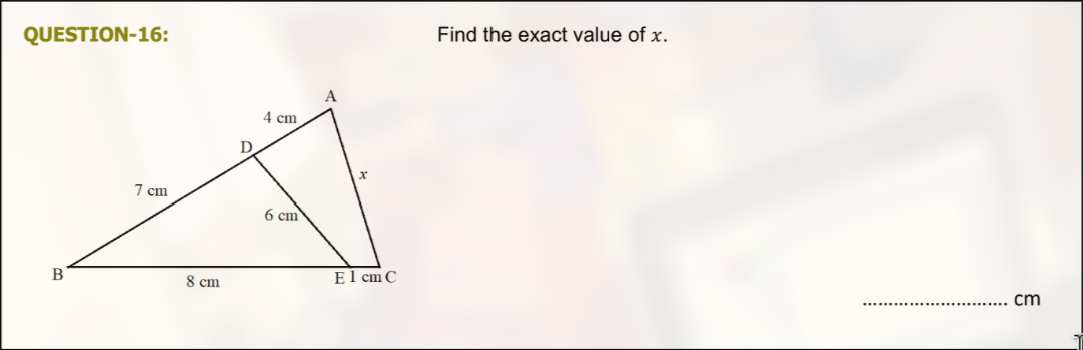 QUESTION-16:
Find the exact value of x.
A
4 cm
D
x
7 cm
6 cm
B
8 cm
E 1 cm C
............................ cm